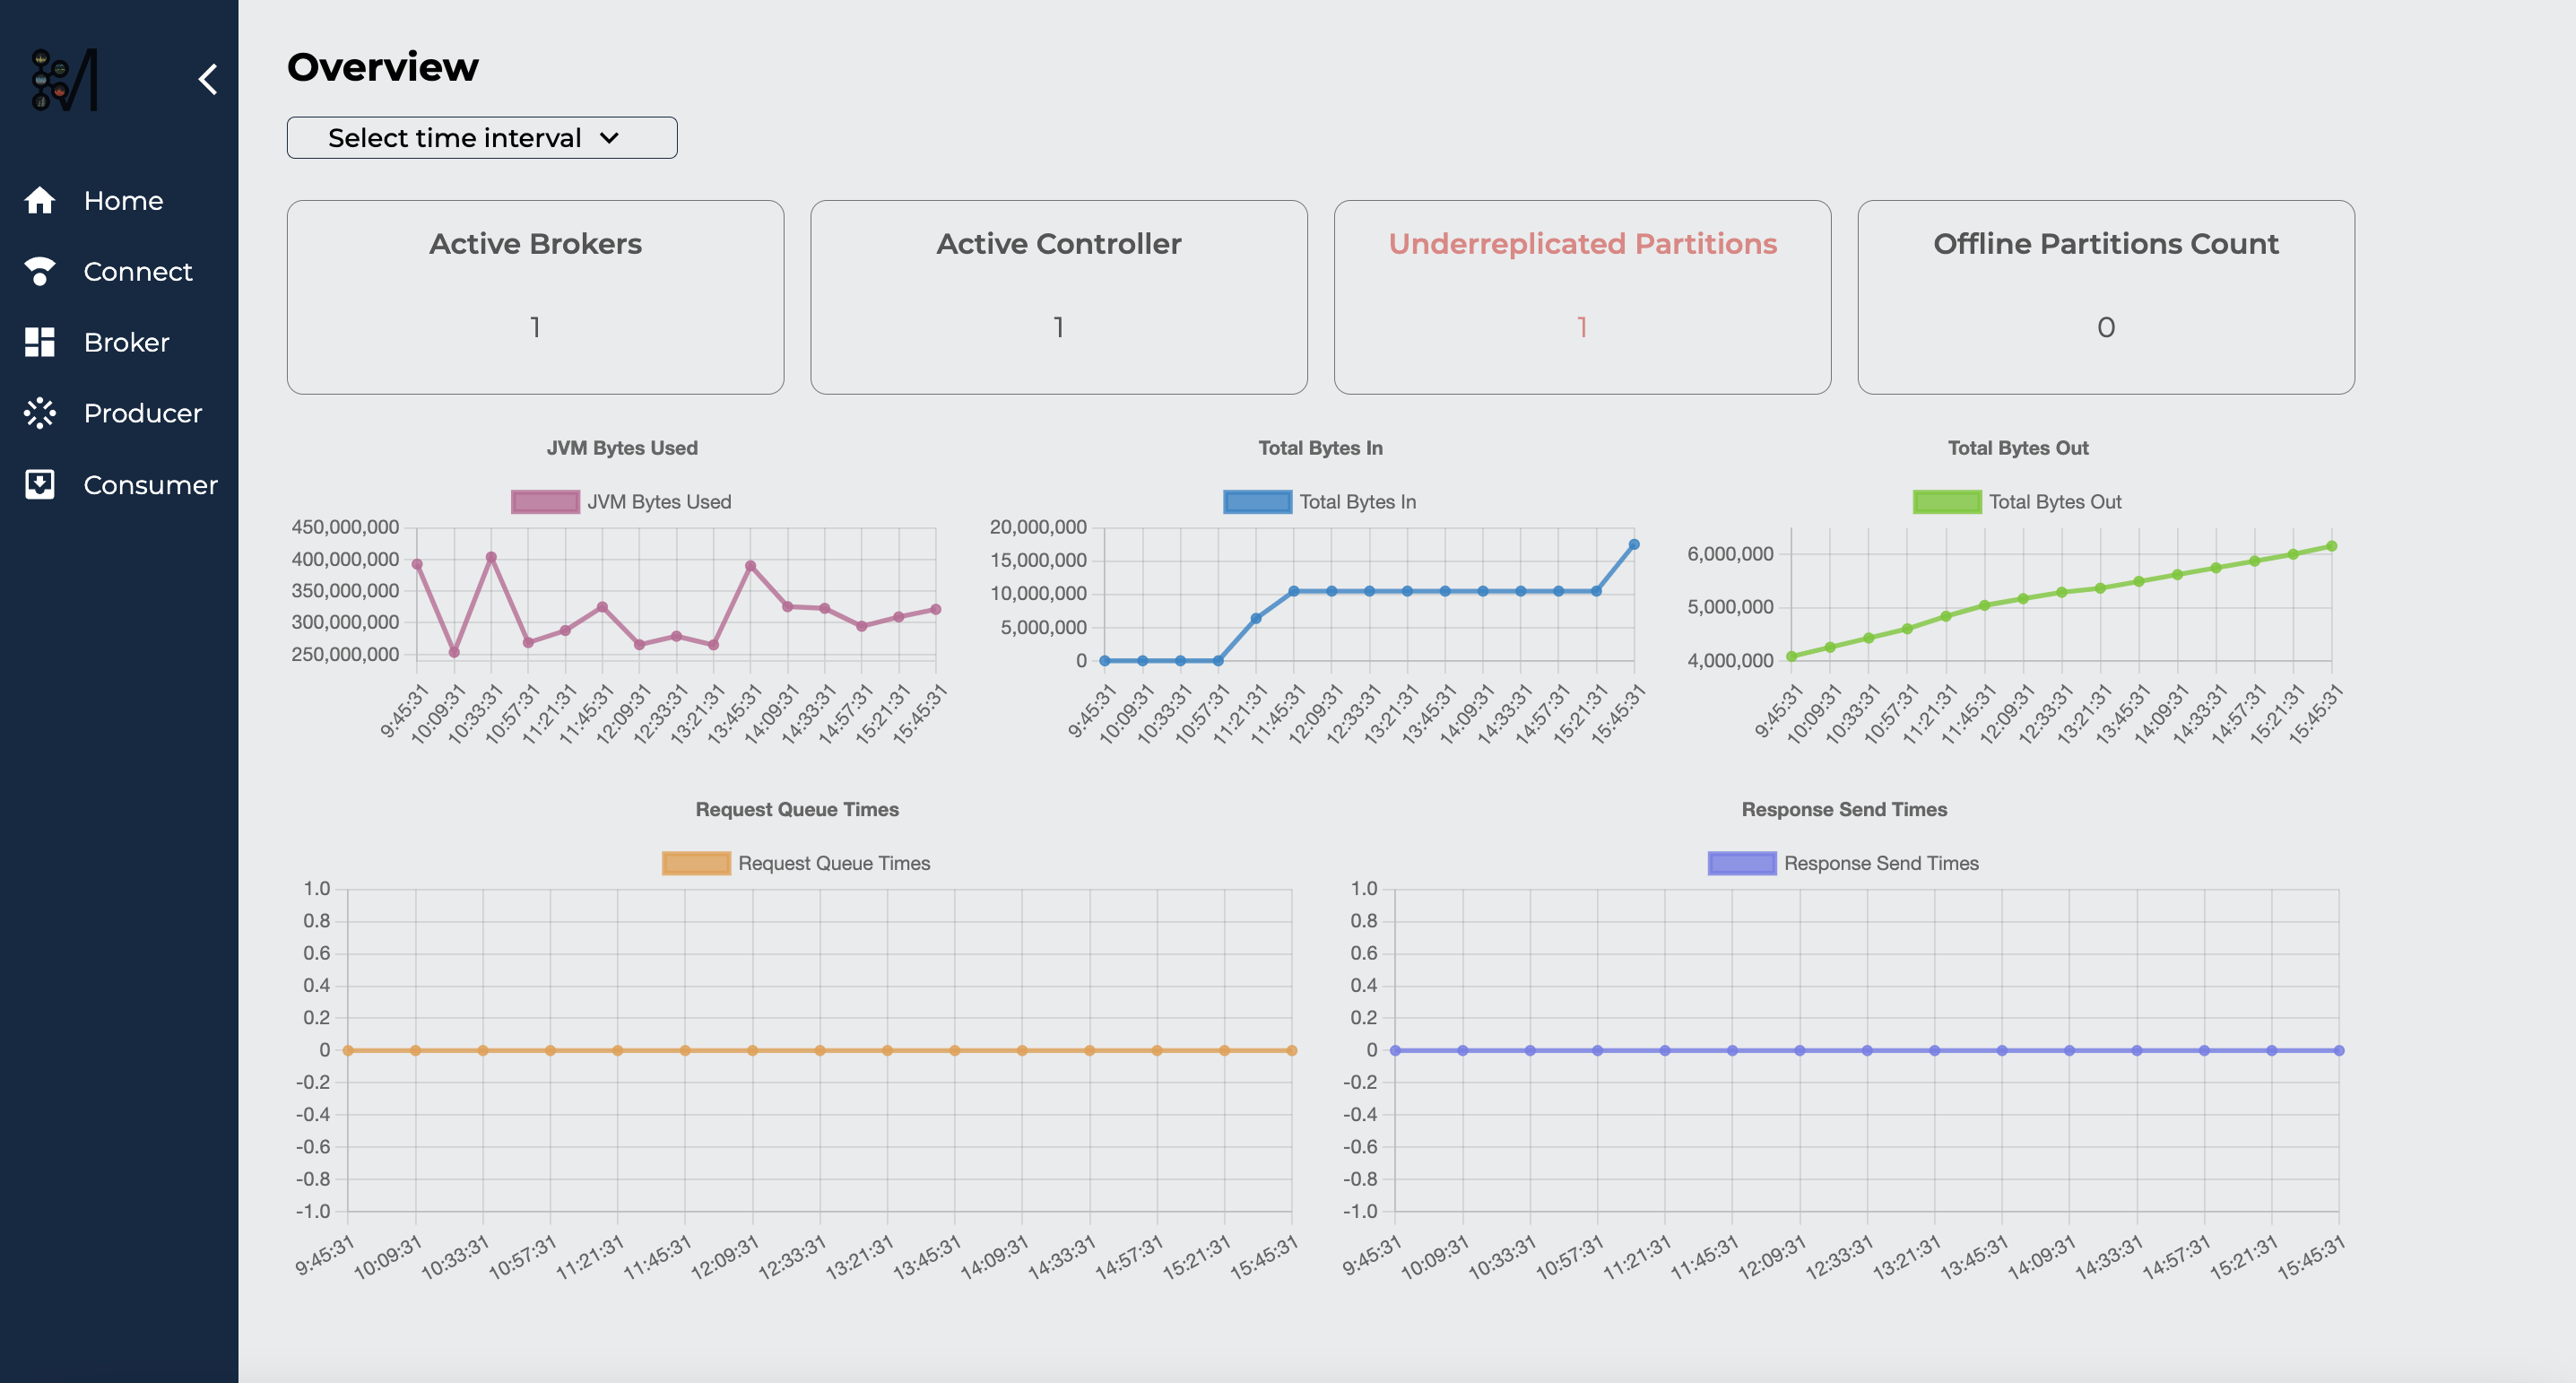 M
Home
Connect
Broker
Producer
Consumer
Overview
Select time interval
Active Brokers
1
Active Controller
1
Underreplicated Partitions
1
Offline Partitions Count
0
JVM Bytes Used
JVM Bytes Used
450,000,000
400,000,000
350,000,000
300,000,000
250,000,000
9:45:31 10:09:31 10:33:31 10:57:31 11:21:31 11:45:31 12:09:31 12:33:31 13:21:31 13:45:31 14:09:31 14:33:31 14:57:31 15:21:31 15:45:31
Total Bytes In
Total Bytes In
20,000,000
15,000,000
10,000,000
5,000,000
0
9:45:31 10:09:31 10:33:31 10:57:31 11:21:31 11:45:31 12:09:31 12:33:31 13:21:31 13:45:31 14:09:31 14:33:31 14:57:31 15:21:31 15:45:31
Total Bytes Out
Total Bytes Out
6,000,000
5,000,000
4,000,000
9:45:31 10:09:31 10:33:31 10:57:31 11:21:31 11:45:31 12:09:31 12:33:31 13:21:31 13:45:31 14:09:31 14:33:31 14:57:31 15:21:31 15:45:31
Request Queue Times
Request Queue Times
1.0
0.8
0.6
0.4
0.2
0
-0.2
-0.4
-0.6
-0.8
-1.0
9:45:31 10:09:31 10:33:31 10:57:31 11:21:31 11:45:31 12:09:31 12:33:31 13:21:31 13:45:31 14:09:31 14:33:31 14:57:31 15:21:31 15:45:31
Response Send Times
Response Send Times
1.0
0.8
0.6
0.4
0.2
0
-0.2
-0.4
-0.6
-0.8
-1.0
9:45:31 10:09:31 10:33:31 10:57:31 11:21:31 11:45:31 12:09:31 12:33:31 13:21:31 13:45:31 14:09:31 14:33:31 14:57:31 15:21:31 15:45:31